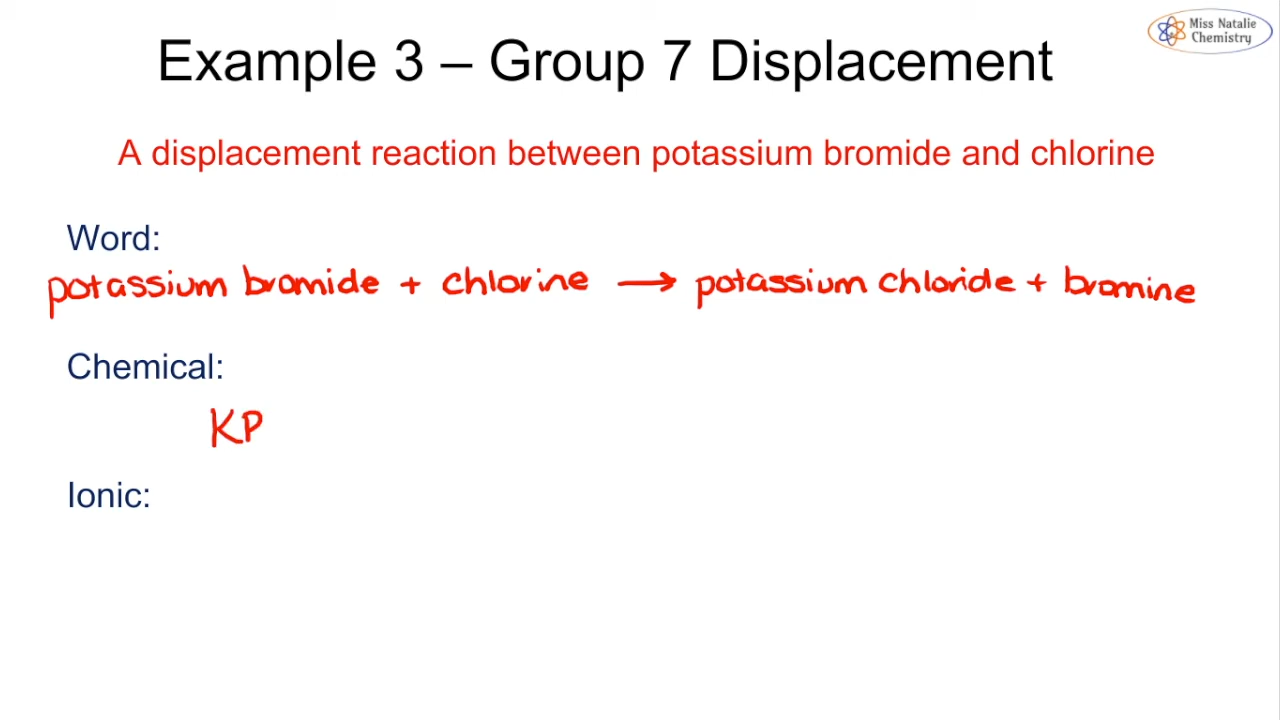 Miss Natalie
Chemistry
Example 3 – Group 7 Displacement
A displacement reaction between potassium bromide and chlorine
Word:
potassium bromide + chlorine → potassium chloride + bromine
Chemical:
KP
Ionic: